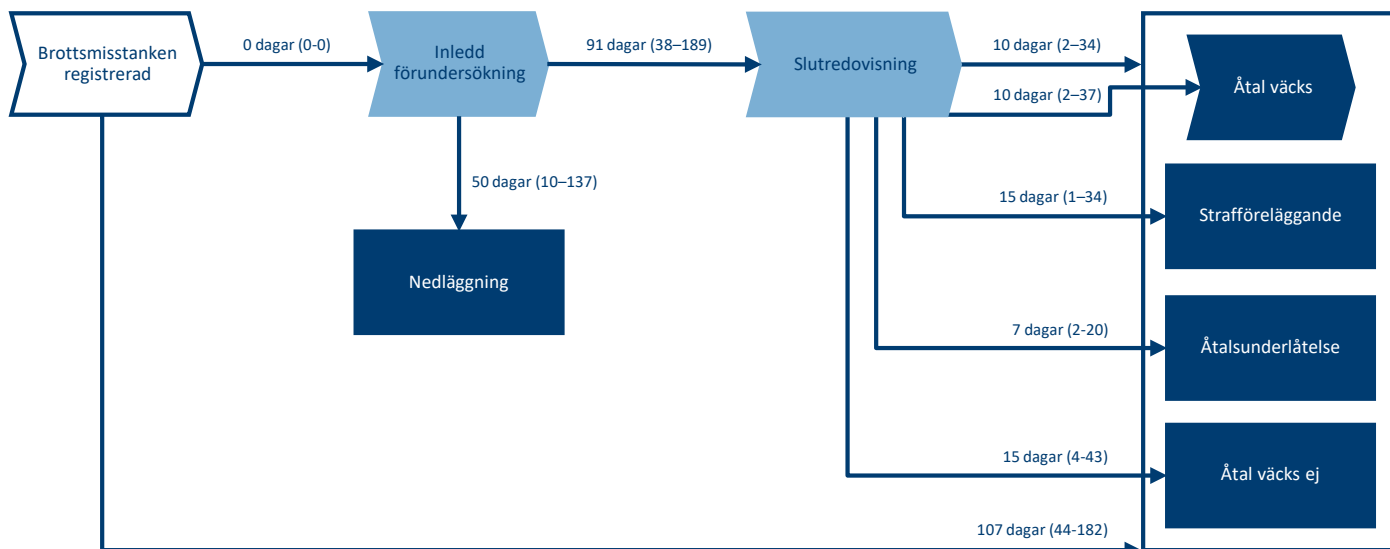 Brottsmisstanken
registrerad
0 dagar (0-0)
Inledd
förundersökning
91 dagar (38–189)
Slutredovisning
10 dagar (2–34)
10 dagar (2–37)
Åtal väcks
50 dagar (10–137)
Nedläggning
15 dagar (1–34)
Strafföreläggande
7 dagar (2-20)
Åtalsunderlåtelse
15 dagar (4-43)
Åtal väcks ej
107 dagar (44-182)